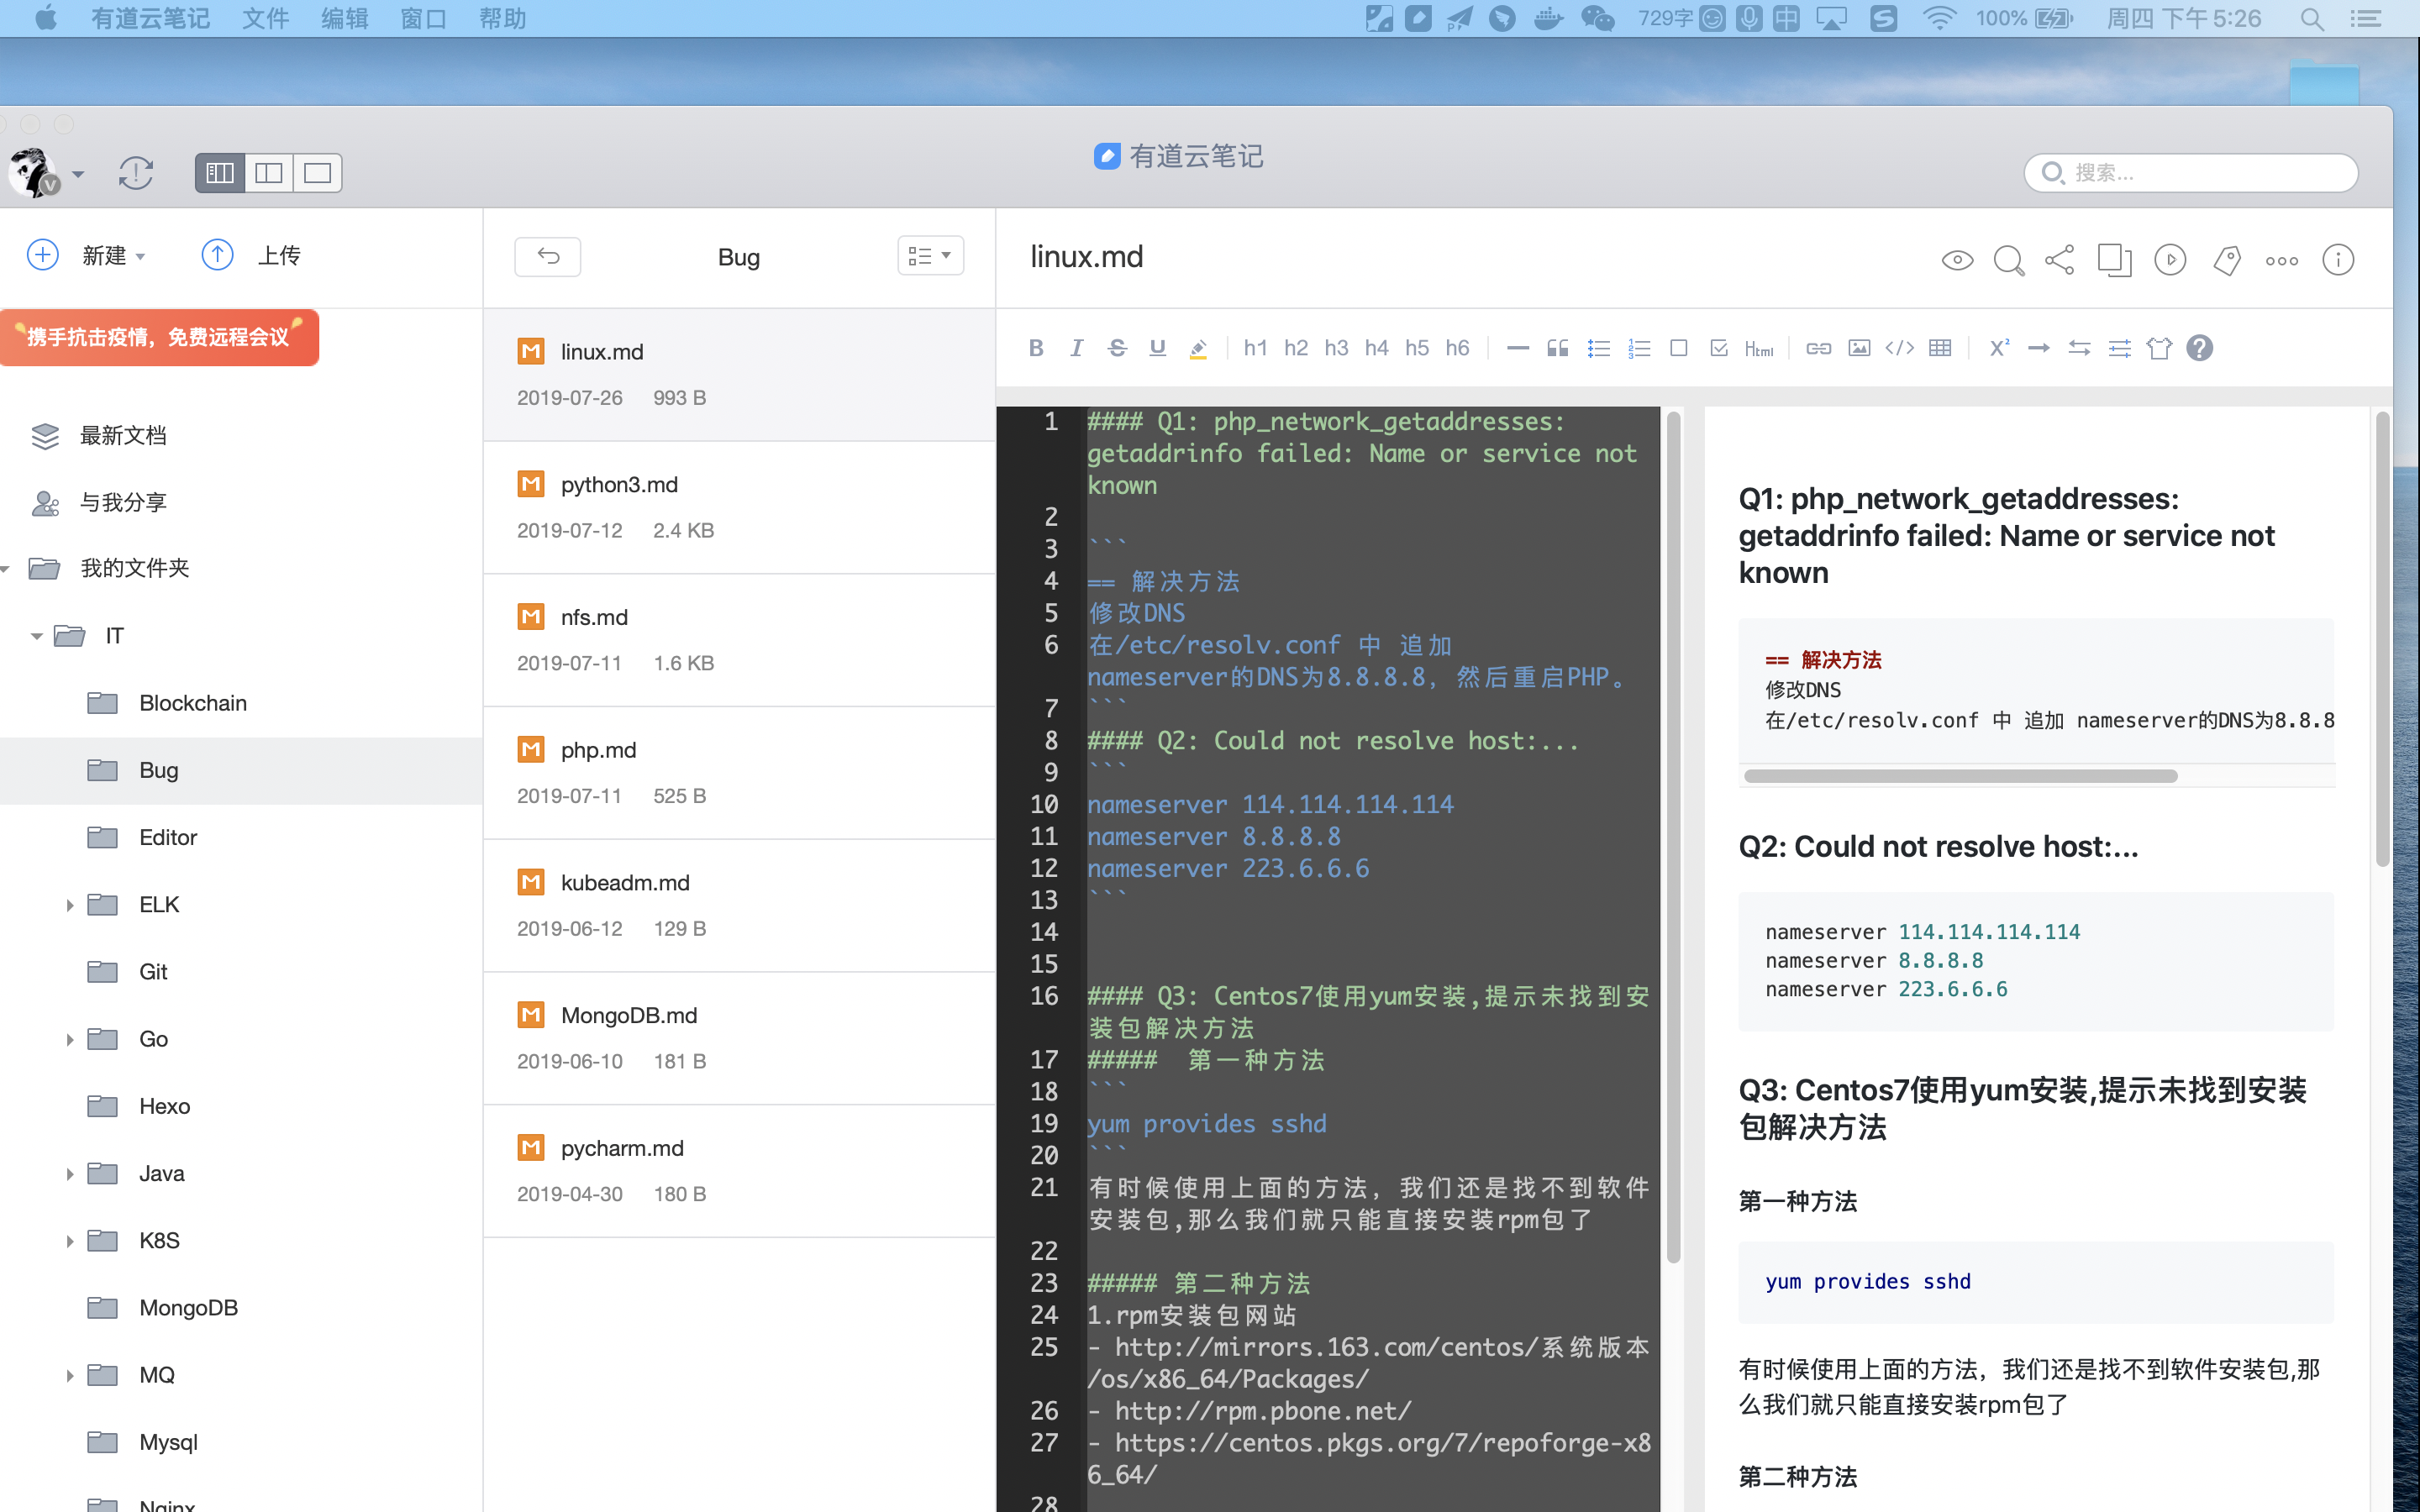 有道云笔记 文件 编辑 窗口 帮助 729字 中 100% 周四 下午 5:26
有道云笔记
搜索...
新建
上传
携手抗击疫情，免费远程会议
最新文档
与我分享
我的文件夹
IT
Blockchain
Bug
Editor
ELK
Git
Go
Hexo
Java
K8S
MongoDB
MQ
Mysql
Nginx
Bug
linux.md
2019-07-26 993 B
python3.md
2019-07-12 2.4 KB
nfs.md
2019-07-11 1.6 KB
php.md
2019-07-11 525 B
kubeadm.md
2019-06-12 129 B
MongoDB.md
2019-06-10 181 B
pycharm.md
2019-04-30 180 B
linux.md
B I S U h1 h2 h3 h4 h5 h6 Html X²
1 #### Q1: php_network_getaddresses:
getaddrinfo failed: Name or service not
known
2
3 ```
4 == 解决方法
5 修改DNS
6 在/etc/resolv.conf 中 追加
nameserver的DNS为8.8.8.8，然后重启PHP。
7 ```
8 #### Q2: Could not resolve host:...
9 ```
10 nameserver 114.114.114.114
11 nameserver 8.8.8.8
12 nameserver 223.6.6.6
13 ```
14
15
16 #### Q3: Centos7使用yum安装,提示未找到安
装包解决方法
17 ##### 第一种方法
18 ```
19 yum provides sshd
20 ```
21 有时候使用上面的方法，我们还是找不到软件
安装包,那么我们就只能直接安装rpm包了
22
23 ##### 第二种方法
24 1.rpm安装包网站
25 - http://mirrors.163.com/centos/系统版本
/os/x86_64/Packages/
26 - http://rpm.pbone.net/
27 - https://centos.pkgs.org/7/repoforge-x8
6_64/
28
Q1: php_network_getaddresses:
getaddrinfo failed: Name or service not
known
== 解决方法
修改DNS
在/etc/resolv.conf 中 追加 nameserver的DNS为8.8.8
Q2: Could not resolve host:...
nameserver 114.114.114.114
nameserver 8.8.8.8
nameserver 223.6.6.6
Q3: Centos7使用yum安装,提示未找到安装
包解决方法
第一种方法
yum provides sshd
有时候使用上面的方法，我们还是找不到软件安装包,那
么我们就只能直接安装rpm包了
第二种方法